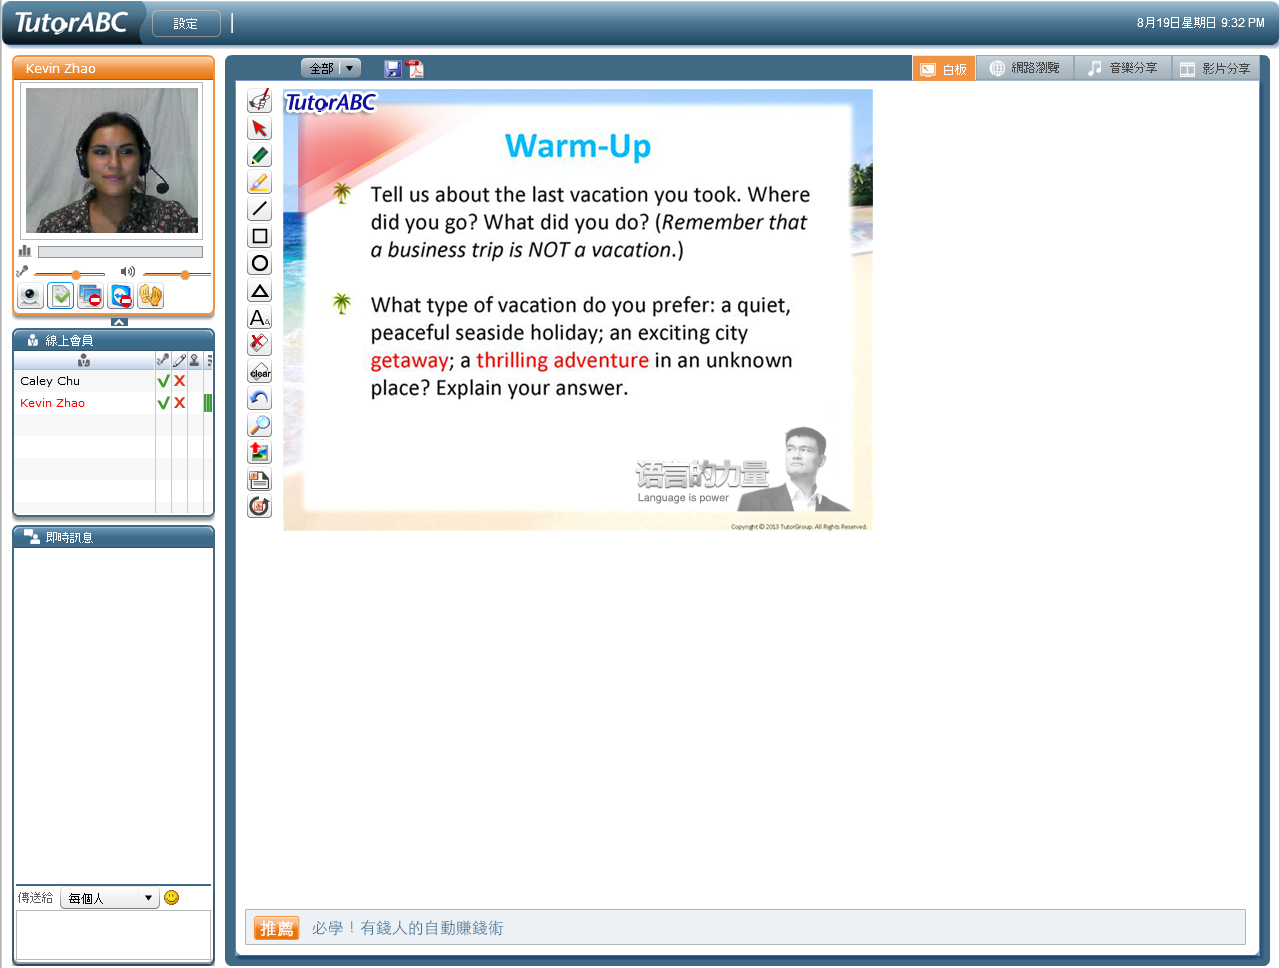 TutorABC
設定
8月19日星期日 9:32 PM
Kevin Zhao
全部
白板
網路瀏覽
音樂分享
影片分享
TutorABC
Warm-Up
Tell us about the last vacation you took. Where
did you go? What did you do? (Remember that
a business trip is NOT a vacation.)
What type of vacation do you prefer: a quiet,
peaceful seaside holiday; an exciting city
getaway; a thrilling adventure in an unknown
place? Explain your answer.
语言的力量
Language is power
Copyright © 2013 TutorGroup. All Rights Reserved.
clear
線上會員
Caley Chu
Kevin Zhao
即時訊息
傳送給
每個人
推薦
必學！有錢人的自動賺錢術